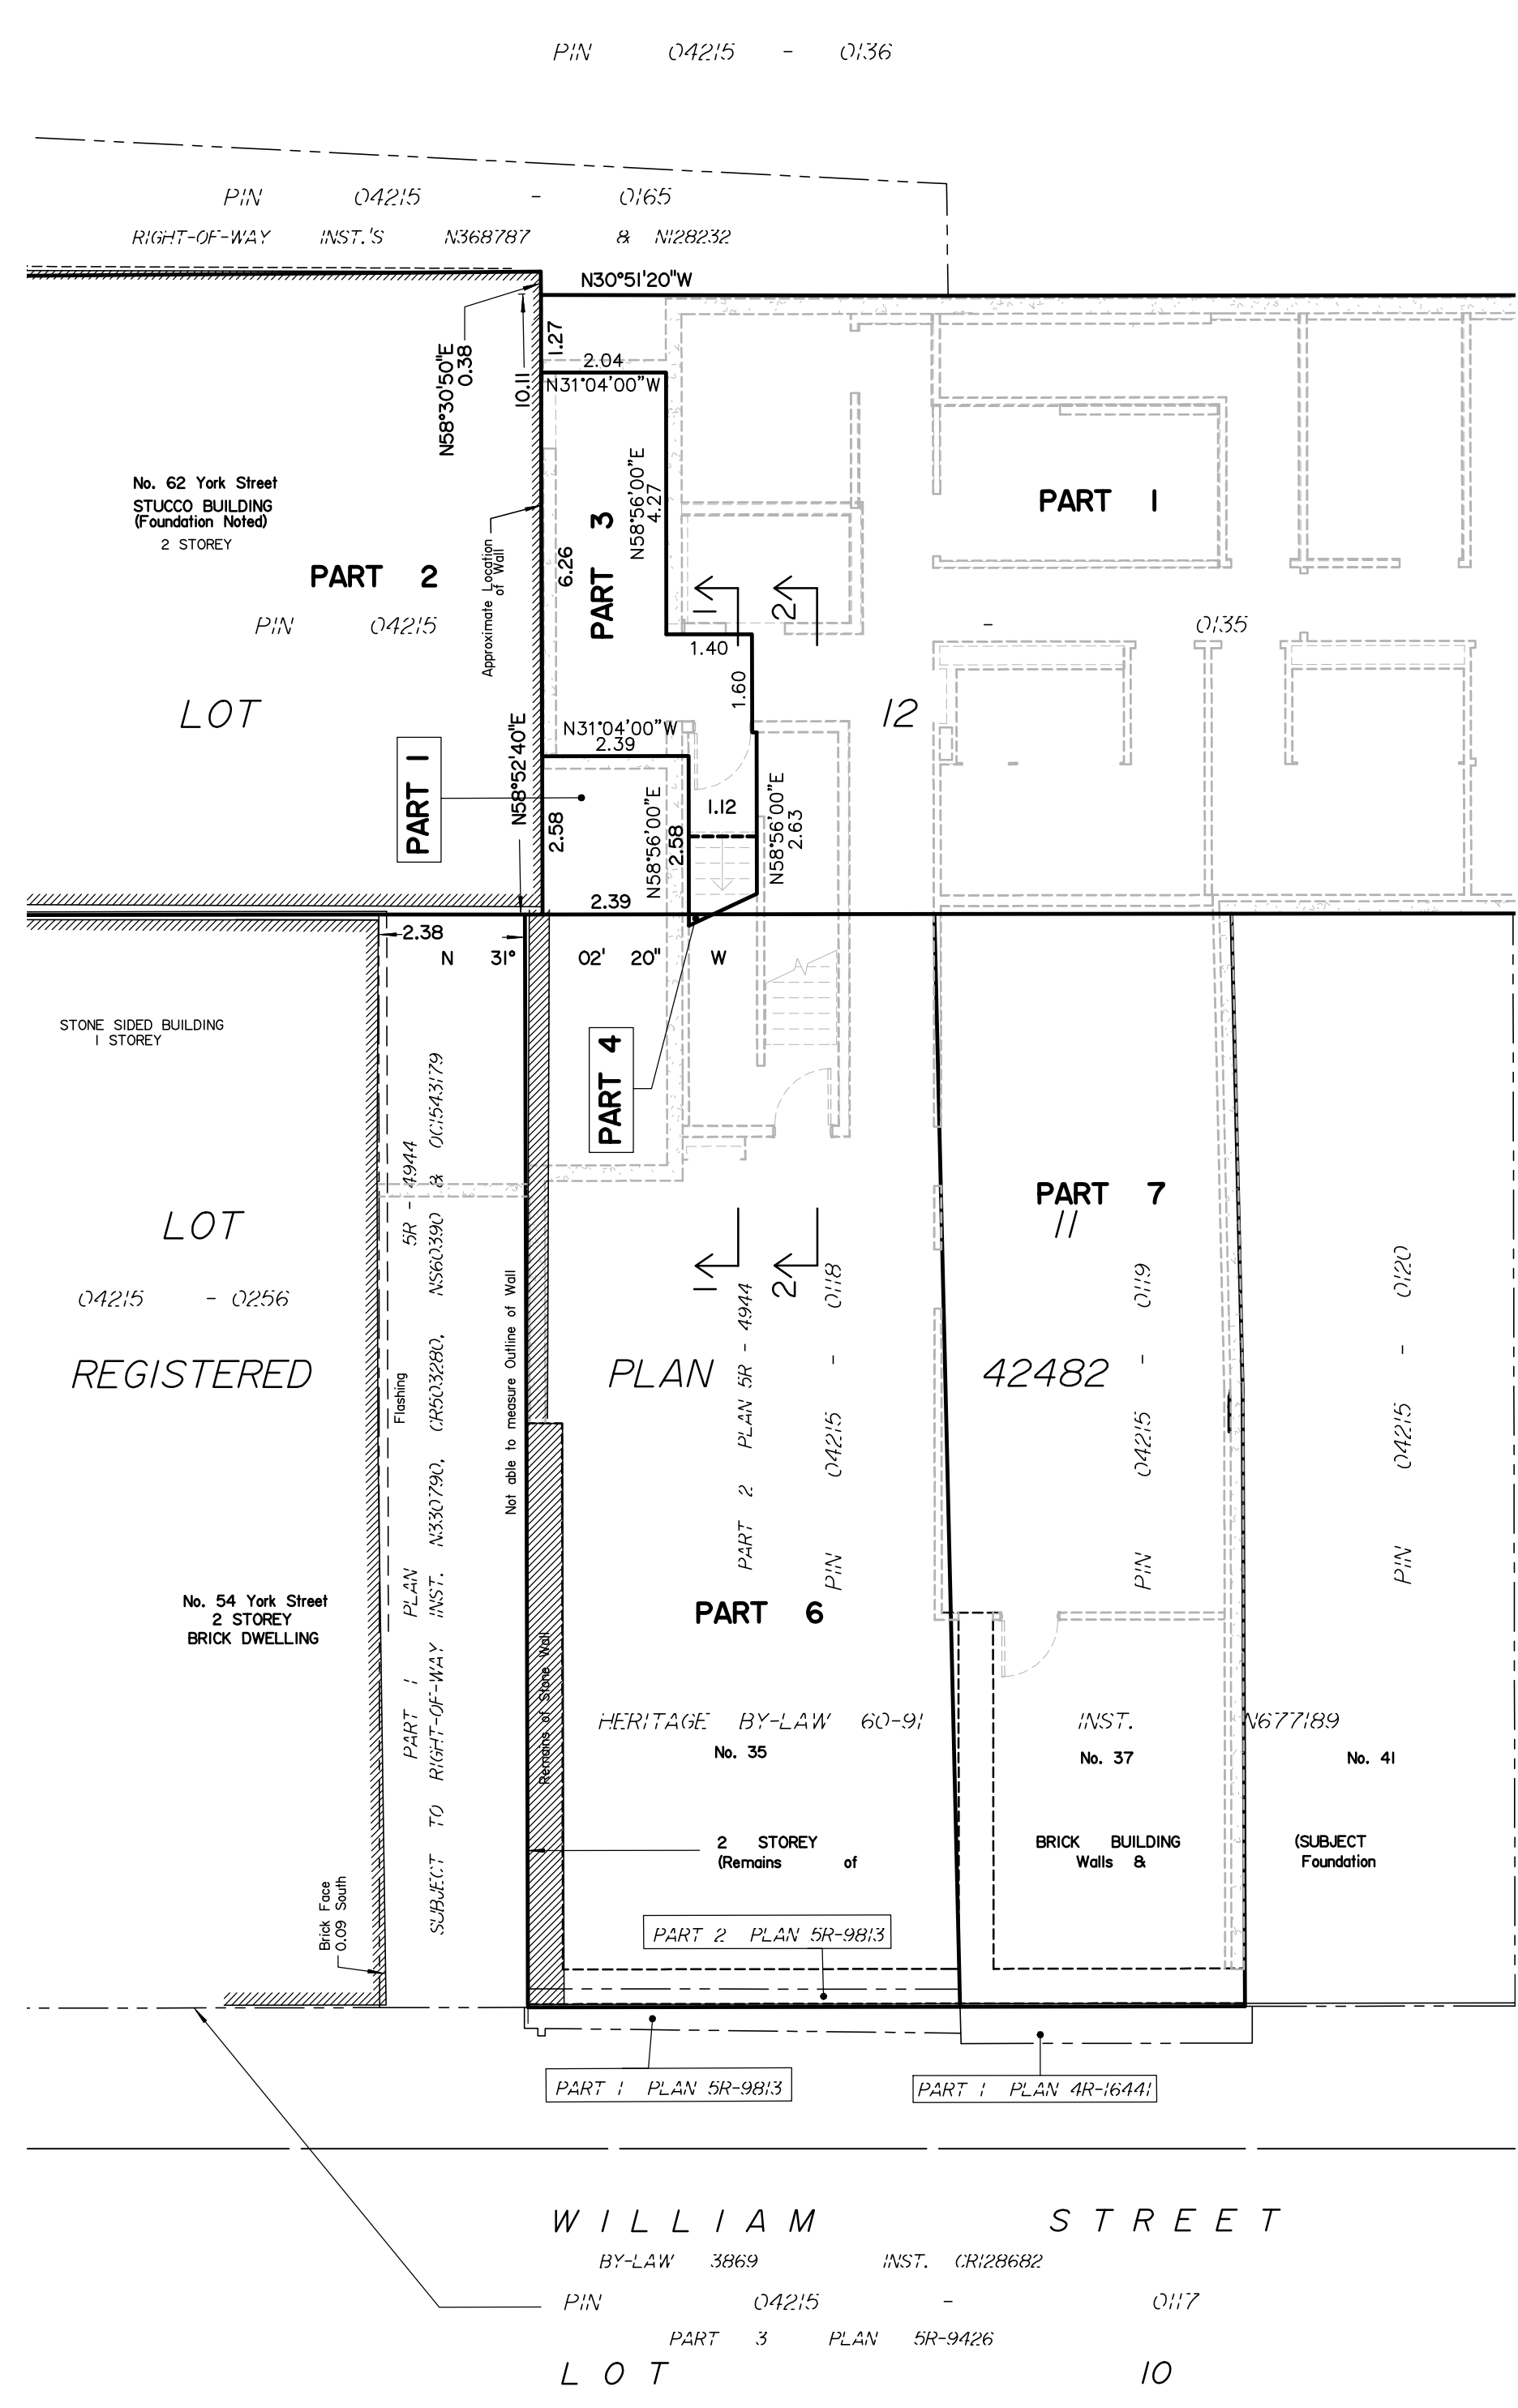 PIN 04215 - 0136
PIN 04215 - 0165
RIGHT-OF-WAY INST.'S N368787 & N128232
N30°51'20"W
N58°30'50"E
0.38
10.11
1.27
2.04
N31°04'00"W
No. 62 York Street
STUCCO BUILDING
(Foundation Noted)
2 STOREY
PART 2
PIN 04215 - 0135
Approximate Location
of Wall
6.26
PART 3
N58°56'00"E
4.27
PART 1
1
2
1.40
1.60
LOT 12
N31°04'00"W
2.39
PART 1
N58°52'40"E
2.58
N58°56'00"E
2.58
1.12
N58°56'00"E
2.63
2.39
2.38
N 31° 02' 20" W
STONE SIDED BUILDING
1 STOREY
PART 4
PART 7
LOT 11
04215 - 0256
REGISTERED PLAN 42482
1
2
PART 1 PLAN 5R - 4944
SUBJECT TO RIGHT-OF-WAY INST. N330790, CR503280, NS60390 & OC1543179
Flashing
Not able to measure Outline of Wall
PART 2 PLAN 5R - 4944
PIN 04215 - 0118
PIN 04215 - 0119
PIN 04215 - 0120
No. 54 York Street
2 STOREY
BRICK DWELLING
PART 6
Remains of Stone Wall
HERITAGE BY-LAW 60-91 INST. N677189
No. 35
No. 37
No. 41
2 STOREY BRICK BUILDING (SUBJECT
(Remains of Walls & Foundation
Brick Face
0.09 South
PART 2 PLAN 5R-9813
PART 1 PLAN 5R-9813
PART 1 PLAN 4R-16441
WILLIAM STREET
BY-LAW 3869 INST. CR128682
PIN 04215 - 0117
PART 3 PLAN 5R-9426
LOT 10